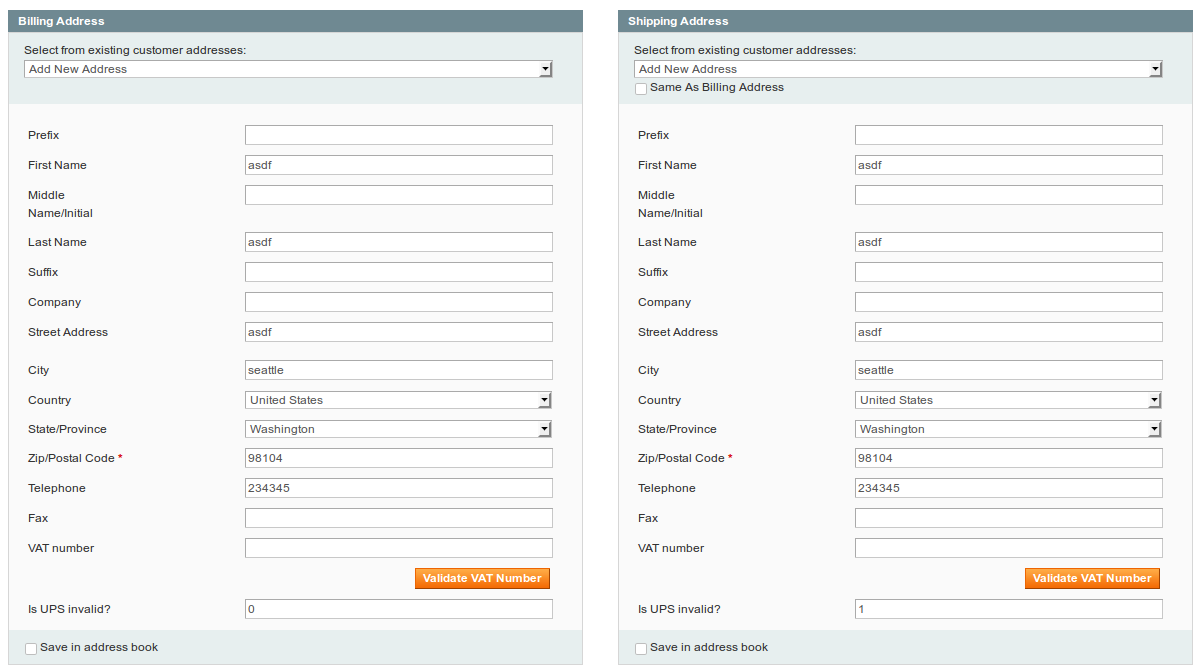 Billing Address
Select from existing customer addresses:
Add New Address
Prefix
First Name asdf
Middle
Name/Initial
Last Name asdf
Suffix
Company
Street Address asdf
City seattle
Country United States
State/Province Washington
Zip/Postal Code * 98104
Telephone 234345
Fax
VAT number
Validate VAT Number
Is UPS invalid? 0
Save in address book
Shipping Address
Select from existing customer addresses:
Add New Address
Same As Billing Address
Prefix
First Name asdf
Middle
Name/Initial
Last Name asdf
Suffix
Company
Street Address asdf
City seattle
Country United States
State/Province Washington
Zip/Postal Code * 98104
Telephone 234345
Fax
VAT number
Validate VAT Number
Is UPS invalid? 1
Save in address book